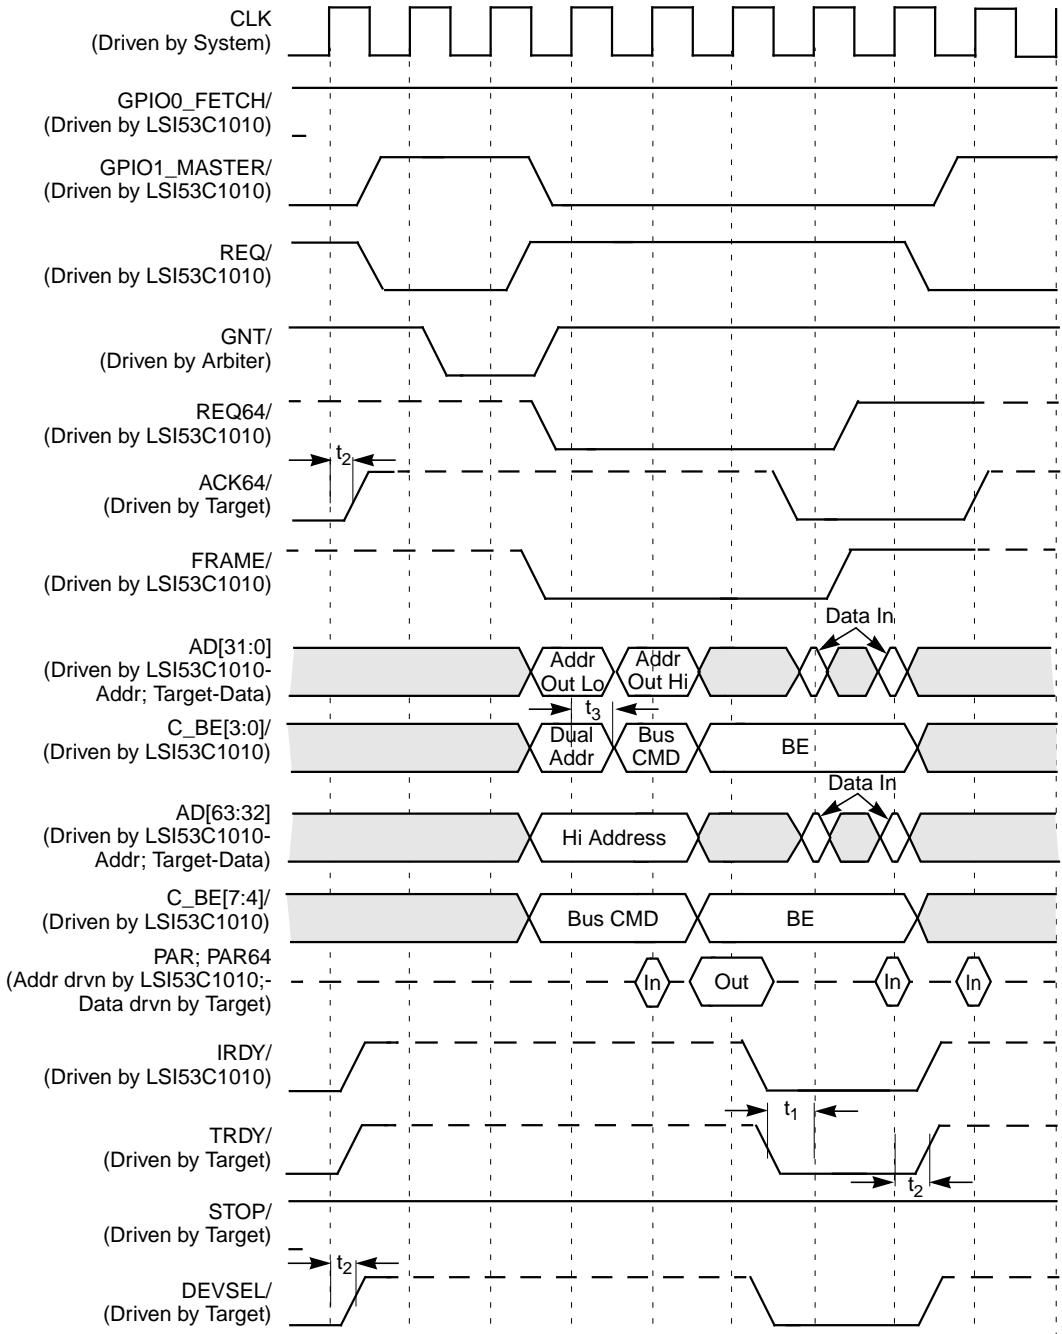 CLK
(Driven by System)
GPIO0_FETCH/
(Driven by LSI53C1010)
GPIO1_MASTER/
(Driven by LSI53C1010)
REQ/
(Driven by LSI53C1010)
GNT/
(Driven by Arbiter)
REQ64/
(Driven by LSI53C1010)
t2
ACK64/
(Driven by Target)
FRAME/
(Driven by LSI53C1010)
Data In
AD[31:0]
(Driven by LSI53C1010-
Addr; Target-Data)
Addr
Out Lo
Addr
Out Hi
t3
C_BE[3:0]/
(Driven by LSI53C1010)
Dual
Addr
Bus
CMD
BE
Data In
AD[63:32]
(Driven by LSI53C1010-
Addr; Target-Data)
Hi Address
C_BE[7:4]/
(Driven by LSI53C1010)
Bus CMD
BE
PAR; PAR64
(Addr drvn by LSI53C1010;-
Data drvn by Target)
In
Out
In
In
IRDY/
(Driven by LSI53C1010)
t1
TRDY/
(Driven by Target)
t2
STOP/
(Driven by Target)
t2
DEVSEL/
(Driven by Target)